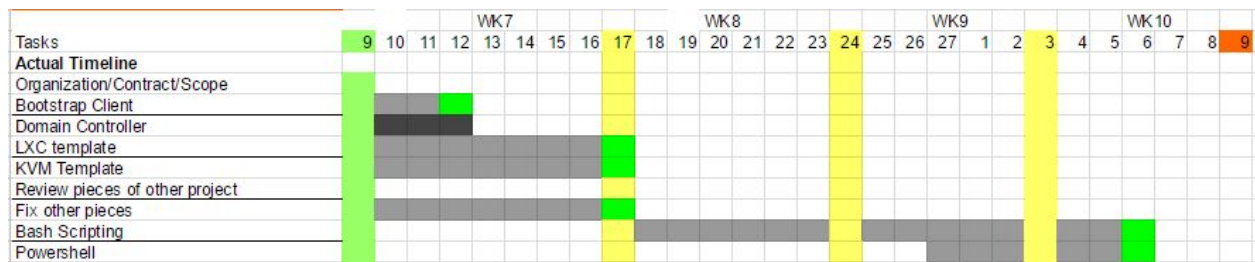 WK7 WK8 WK9 WK10
Tasks 9 10 11 12 13 14 15 16 17 18 19 20 21 22 23 24 25 26 27 1 2 3 4 5 6 7 8 9
Actual Timeline
Organization/Contract/Scope
Bootstrap Client
Domain Controller
LXC template
KVM Template
Review pieces of other project
Fix other pieces
Bash Scripting
Powershell